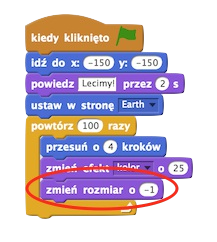 kiedy kliknięto
idź do x: -150 y: -150
powiedz Lecimy! przez 2 s
ustaw w stronę Earth
powtórz 100 razy
przesuń o 4 kroków
zmień efekt kolor o 25
zmień rozmiar o -1